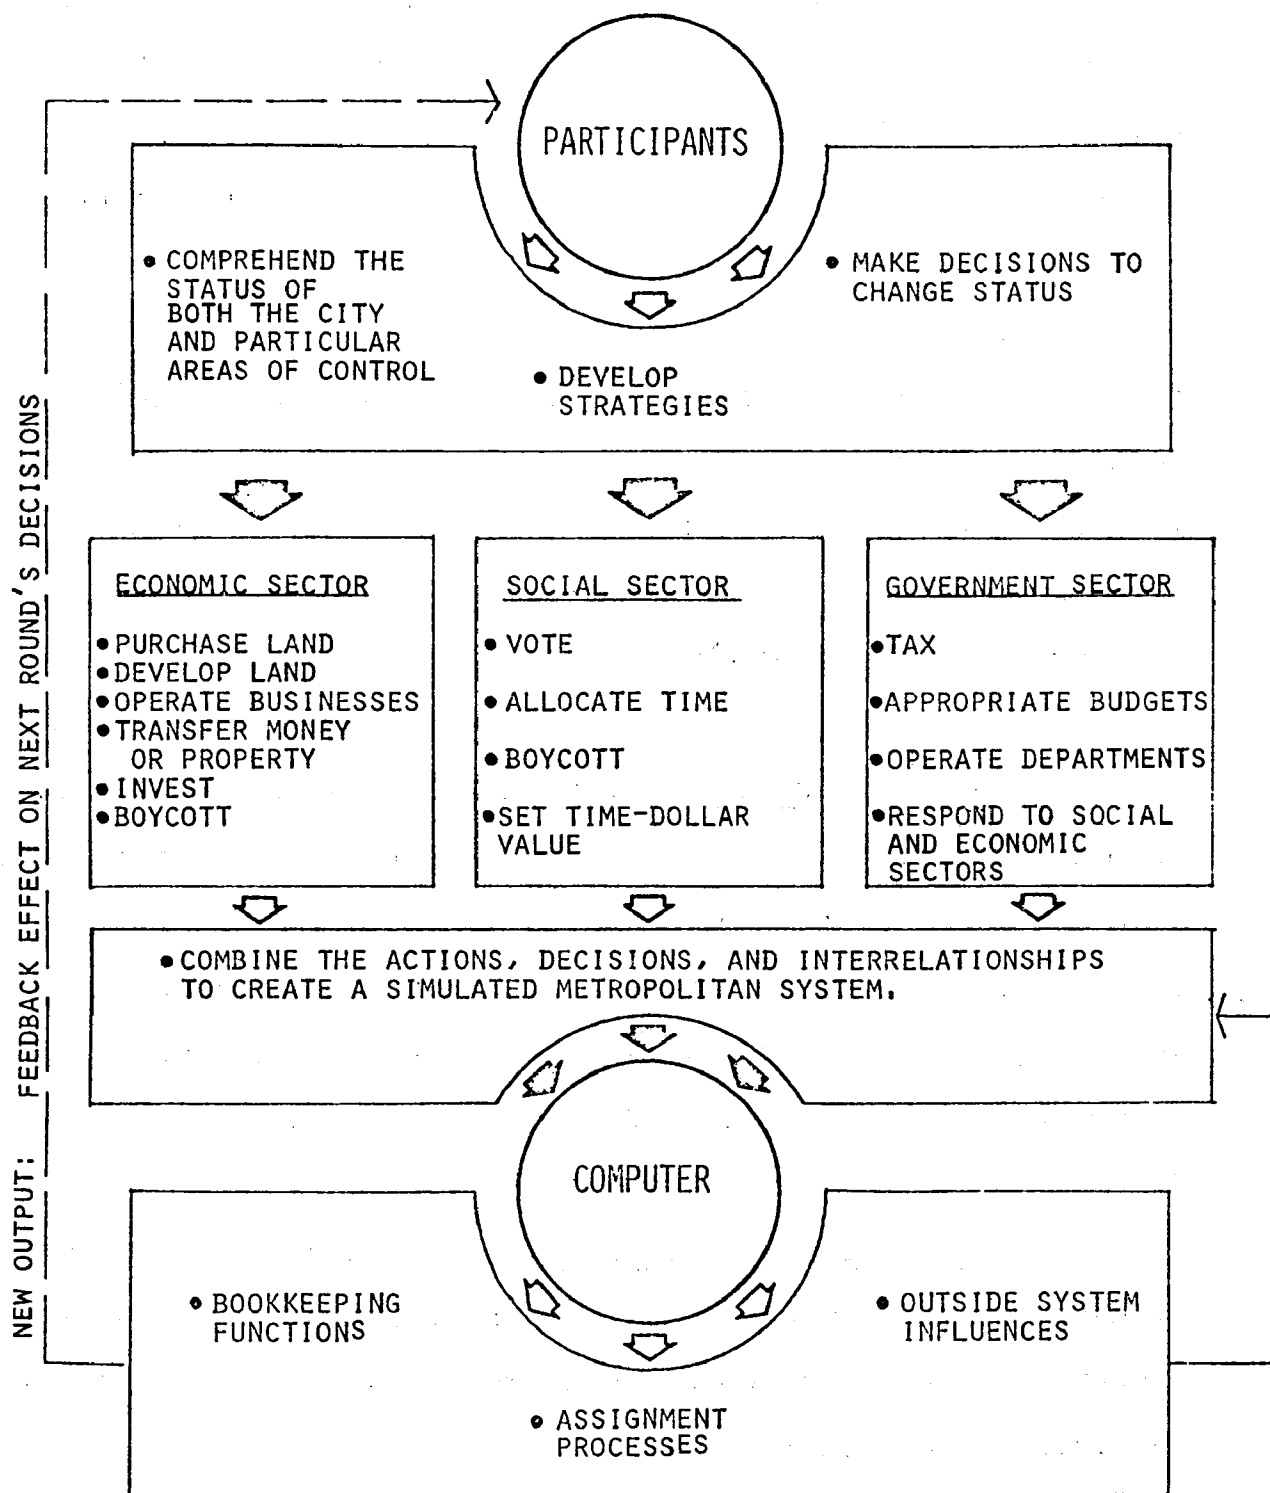 PARTICIPANTS
• COMPREHEND THE
STATUS OF
BOTH THE CITY
AND PARTICULAR
AREAS OF CONTROL
• DEVELOP
STRATEGIES
• MAKE DECISIONS TO
CHANGE STATUS
ECONOMIC SECTOR
• PURCHASE LAND
• DEVELOP LAND
• OPERATE BUSINESSES
• TRANSFER MONEY
OR PROPERTY
• INVEST
• BOYCOTT
SOCIAL SECTOR
• VOTE
• ALLOCATE TIME
• BOYCOTT
• SET TIME-DOLLAR
VALUE
GOVERNMENT SECTOR
• TAX
• APPROPRIATE BUDGETS
• OPERATE DEPARTMENTS
• RESPOND TO SOCIAL
AND ECONOMIC
SECTORS
• COMBINE THE ACTIONS, DECISIONS, AND INTERRELATIONSHIPS
TO CREATE A SIMULATED METROPOLITAN SYSTEM.
COMPUTER
• BOOKKEEPING
FUNCTIONS
• ASSIGNMENT
PROCESSES
• OUTSIDE SYSTEM
INFLUENCES
NEW OUTPUT: FEEDBACK EFFECT ON NEXT ROUND'S DECISIONS